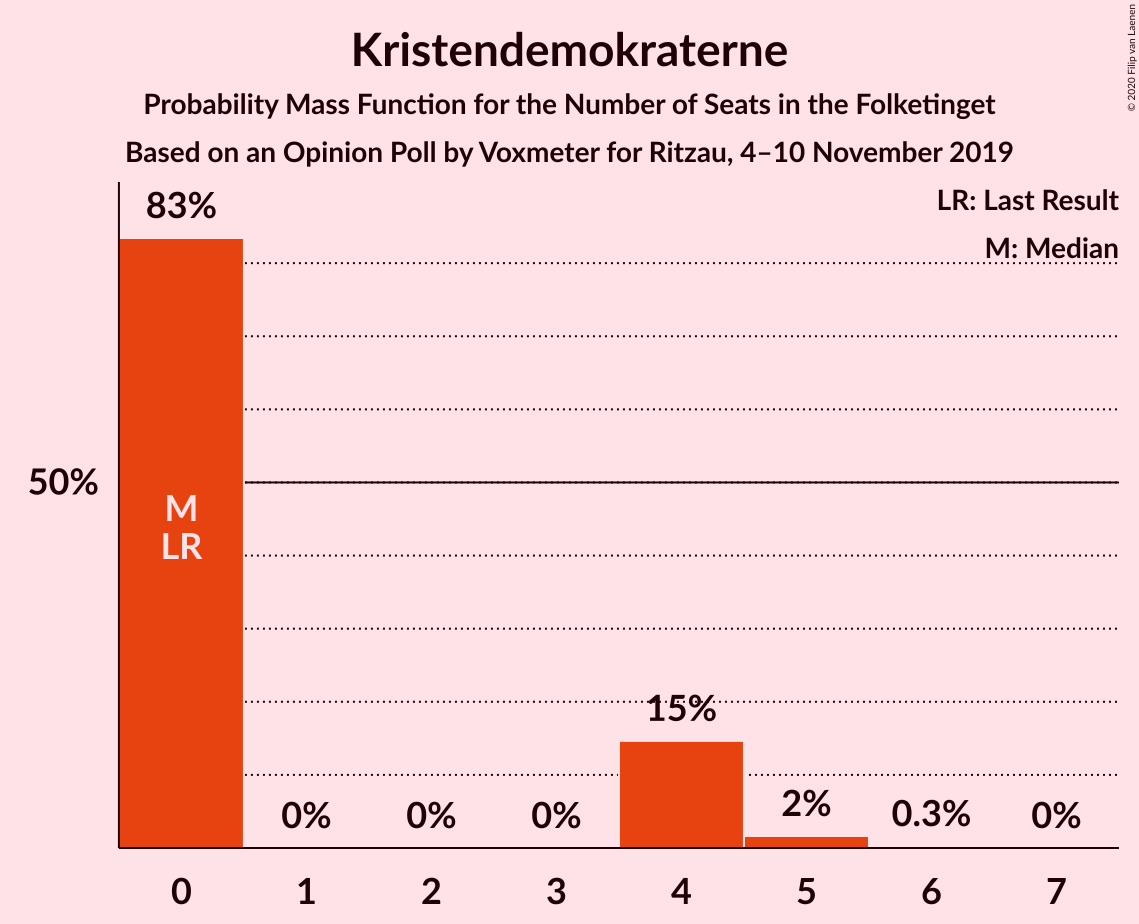 Kristendemokraterne
Probability Mass Function for the Number of Seats in the Folketinget
Based on an Opinion Poll by Voxmeter for Ritzau, 4–10 November 2019
© 2020 Filip van Laenen
LR: Last Result
M: Median
83%
50%
M
LR
15%
0%
0%
0%
2%
0.3%
0%
0
1
2
3
4
5
6
7